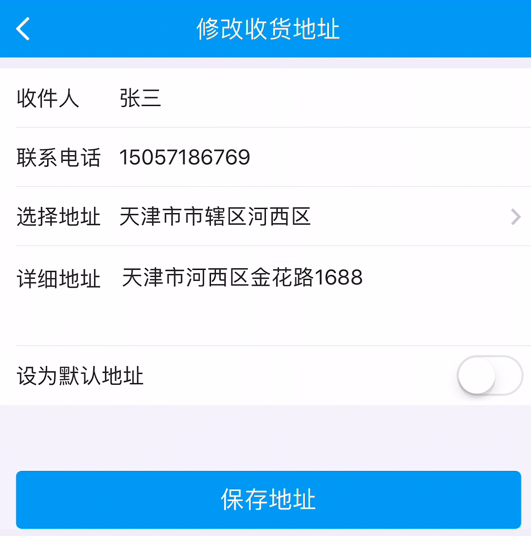 修改收货地址
收件人 张三
联系电话 15057186769
选择地址 天津市市辖区河西区
详细地址 天津市河西区金花路1688
设为默认地址
保存地址